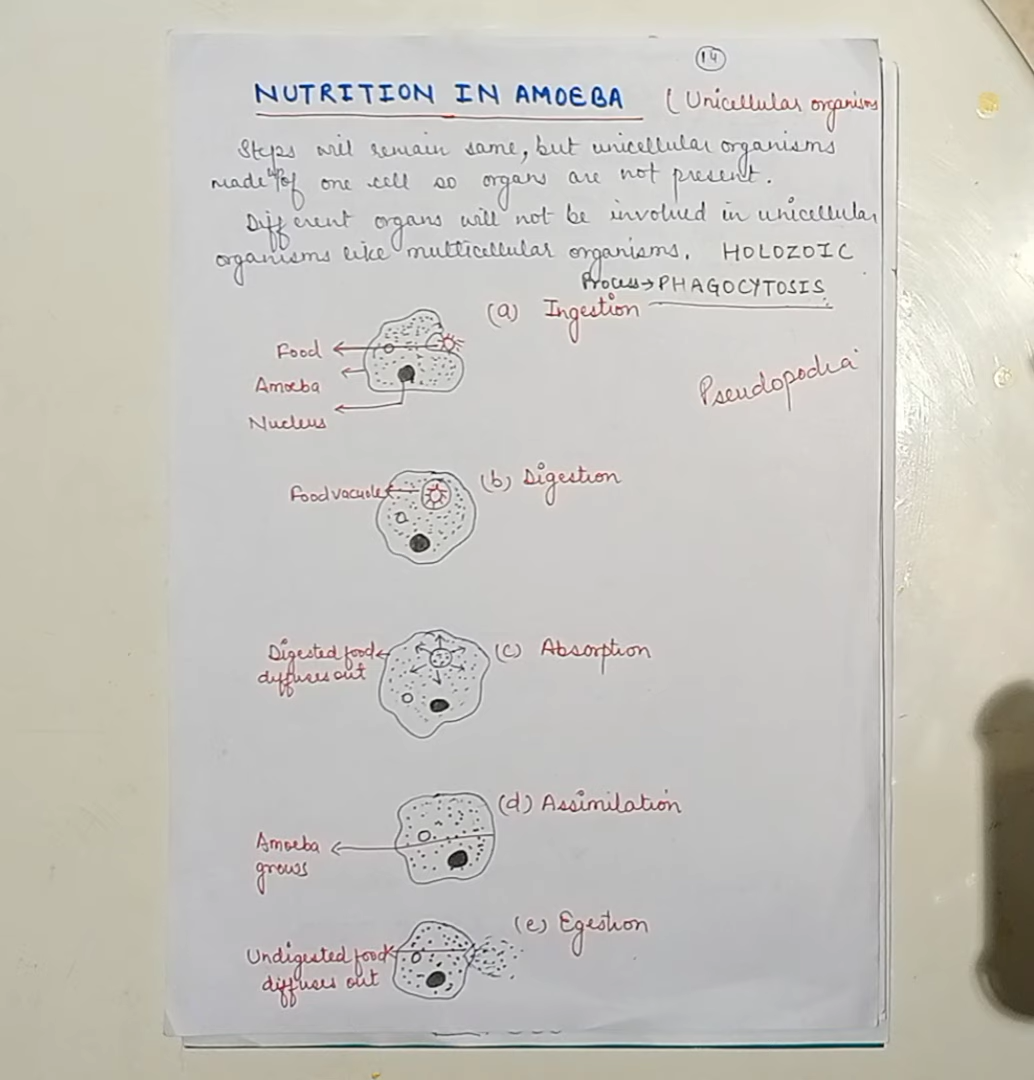 14
NUTRITION IN AMOEBA (Unicellular organism
Steps will remain same, but unicellular organisms
made up of one cell so organs are not present.
Different organs will not be involved in unicellular
organisms like multicellular organisms. HOLOZOIC
Process→PHAGOCYTOSIS
(a) Ingestion
Food
Amoeba
Nucleus
Pseudopodia
(b) Digestion
Food vacuole
(c) Absorption
Digested food
diffuses out
(d) Assimilation
Amoeba
grows
(e) Egestion
Undigested food
diffuses out